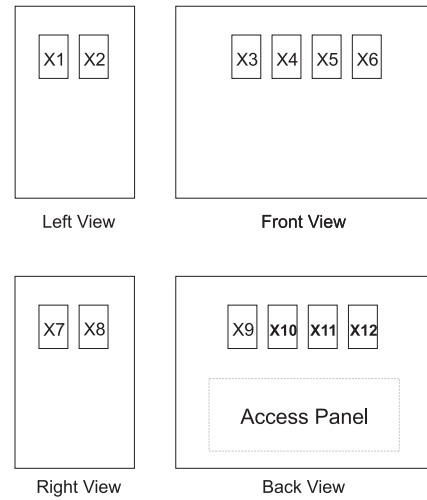 X1 X2
X3 X4 X5 X6
Left View
Front View
X7 X8
X9 X10 X11 X12
Access Panel
Right View
Back View